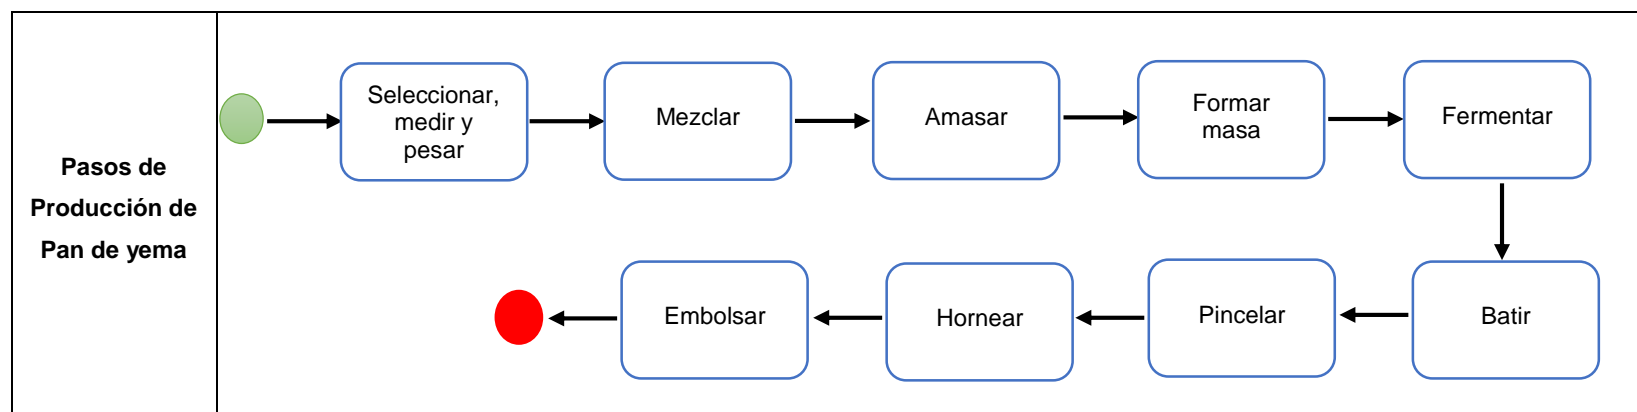 Pasos de
Producción de
Pan de yema
Seleccionar,
medir y
pesar
Mezclar
Amasar
Formar
masa
Fermentar
Batir
Pincelar
Hornear
Embolsar